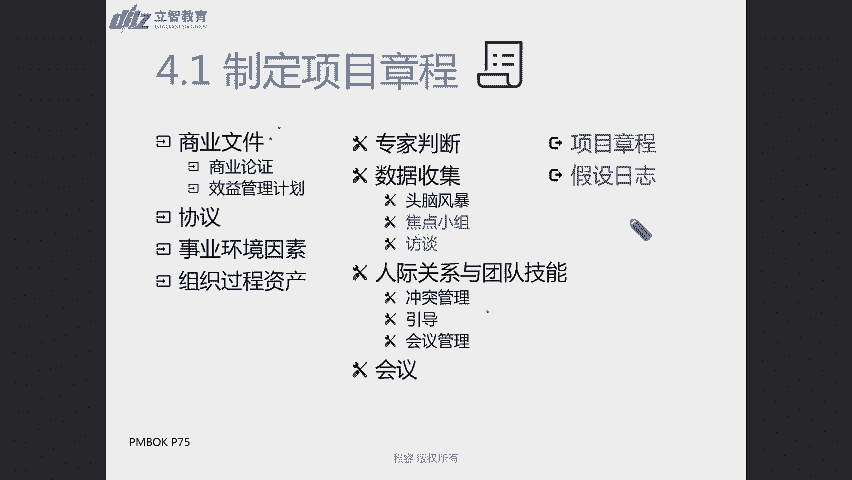 立智教育
4.1 制定项目章程
商业文件
商业论证
效益管理计划
协议
事业环境因素
组织过程资产
专家判断
数据收集
头脑风暴
焦点小组
访谈
人际关系与团队技能
冲突管理
引导
会议管理
会议
项目章程
假设日志
PMBOK P75
版权所有